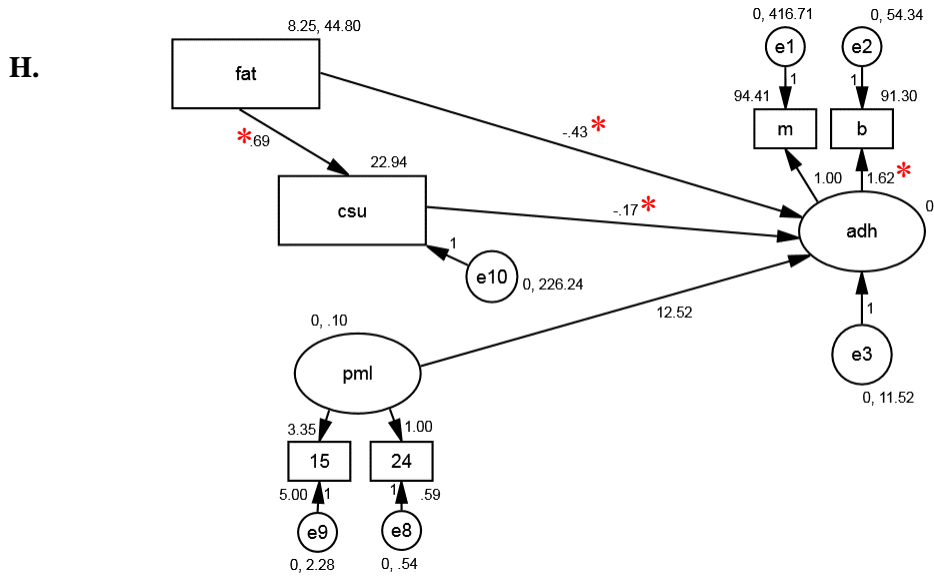 H.
8.25, 44.80
fat
*.69
-.43*
22.94
csu
-.17*
1
e10
0, 226.24
0, 416.71
0, 54.34
e1
e2
1
1
94.41
91.30
m
b
1.00
1.62*
0
adh
1
e3
0, 11.52
12.52
0, .10
pml
3.35
1.00
15
24
5.00
1
1
.59
e9
e8
0, 2.28
0, .54